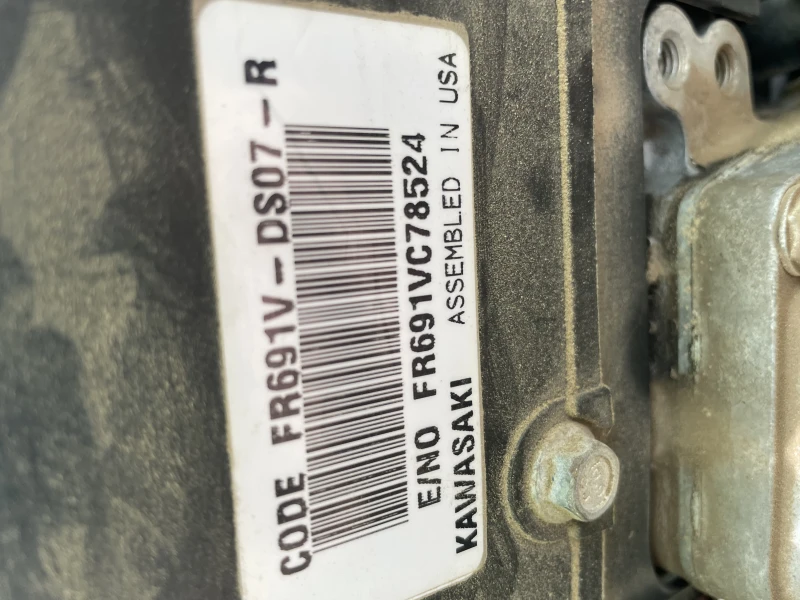 CODE FR691V-DS07-R
E/NO FR691VC78524
KAWASAKI ASSEMBLED IN USA